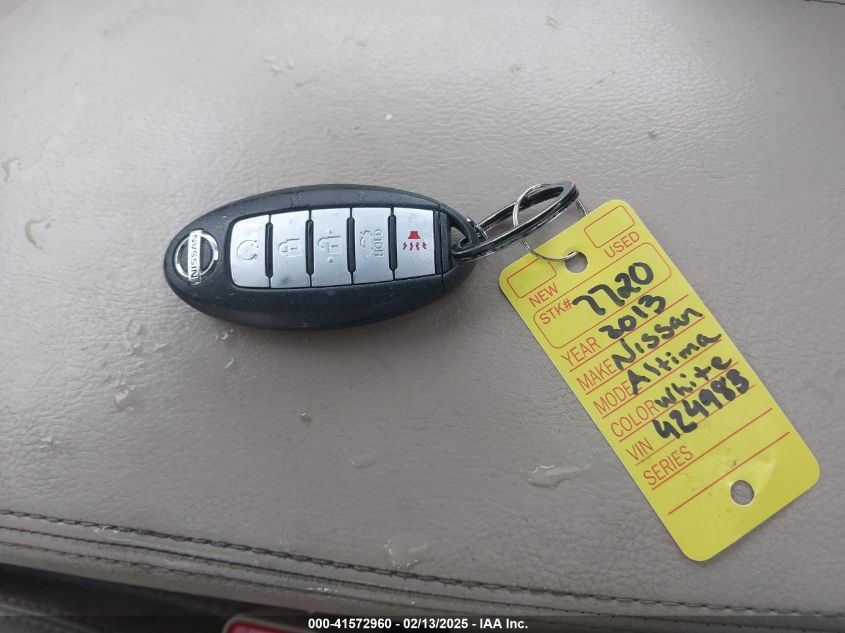 NISSAN
HOLD
NEW USED
STK# 7720
YEAR 2013
MAKE Nissan
MODEL Altima
COLOR white
VIN 424983
SERIES
000-41572960 - 02/13/2025 - IAA Inc.